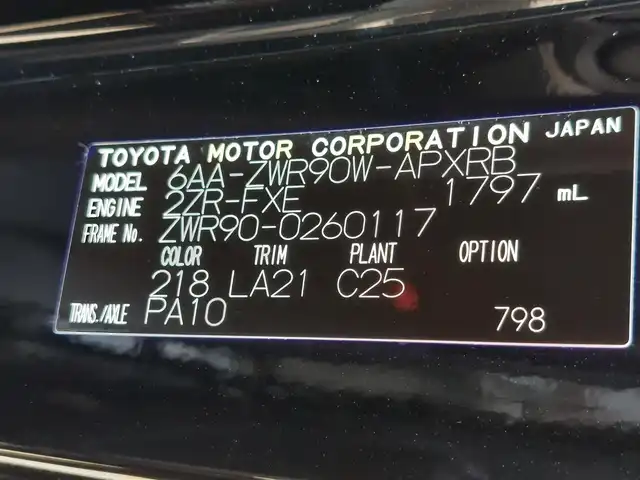 TOYOTA MOTOR CORPORATION JAPAN
MODEL 6AA-ZWR90W-APXRB
ENGINE 2ZR-FXE 1797 mL
FRAME No. ZWR90-0260117
COLOR TRIM PLANT OPTION
218 LA21 C25
TRANS./AXLE PA10 798